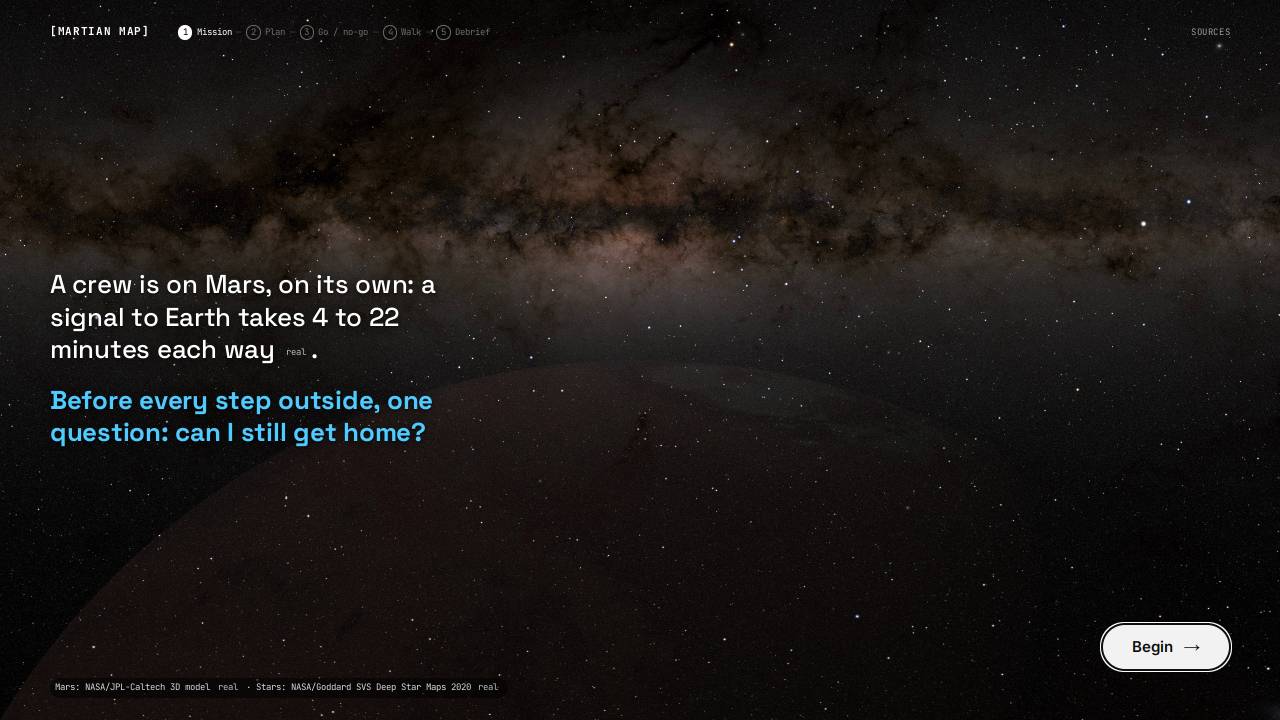 [MARTIAN MAP] 1 Mission 2 Plan 3 Go / no-go 4 Walk 5 Debrief SOURCES
A crew is on Mars, on its own: a
signal to Earth takes 4 to 22
minutes each way real.
Before every step outside, one
question: can I still get home?
Begin →
Mars: NASA/JPL-Caltech 3D model real · Stars: NASA/Goddard SVS Deep Star Maps 2020 real